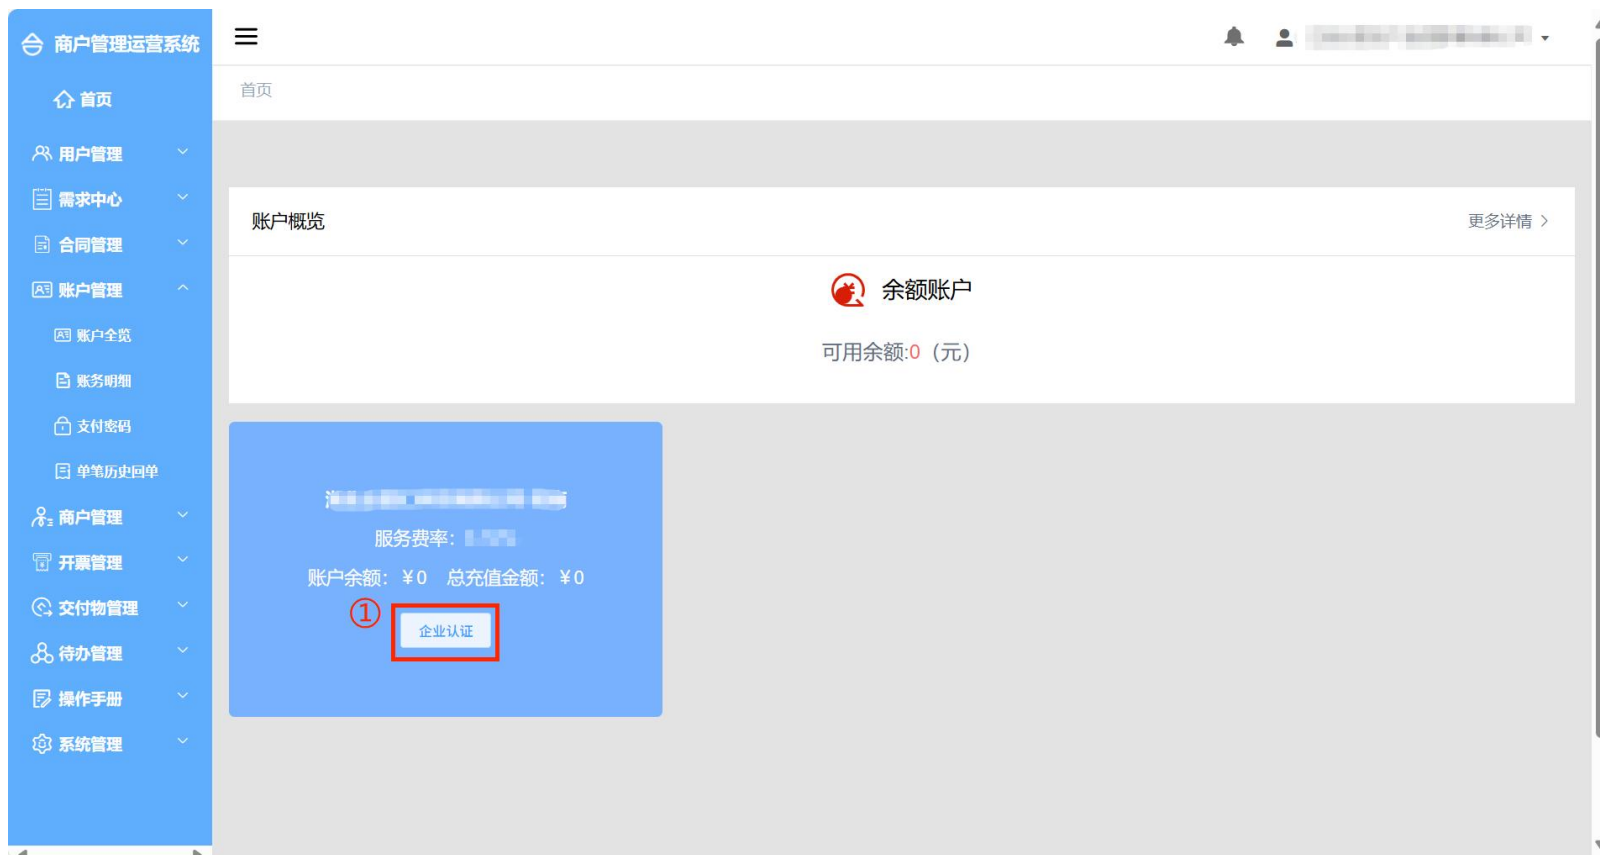 商户管理运营系统
首页
用户管理
需求中心
合同管理
账户管理
账户全览
账务明细
支付密码
单笔历史回单
商户管理
开票管理
交付物管理
待办管理
操作手册
系统管理
首页
账户概览
更多详情
余额账户
可用余额:0（元）
服务费率：
账户余额：¥0 总充值金额：¥0
①
企业认证